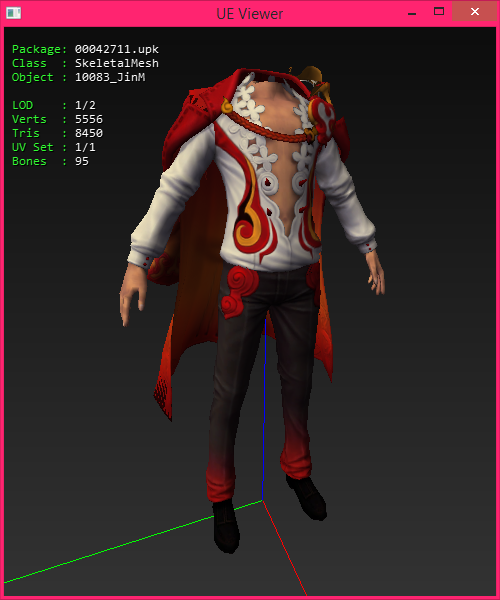 UE Viewer
Package: 00042711.upk
Class  : SkeletalMesh
Object : 10083_JinM
LOD    : 1/2
Verts  : 5556
Tris   : 8450
UV Set : 1/1
Bones  : 95